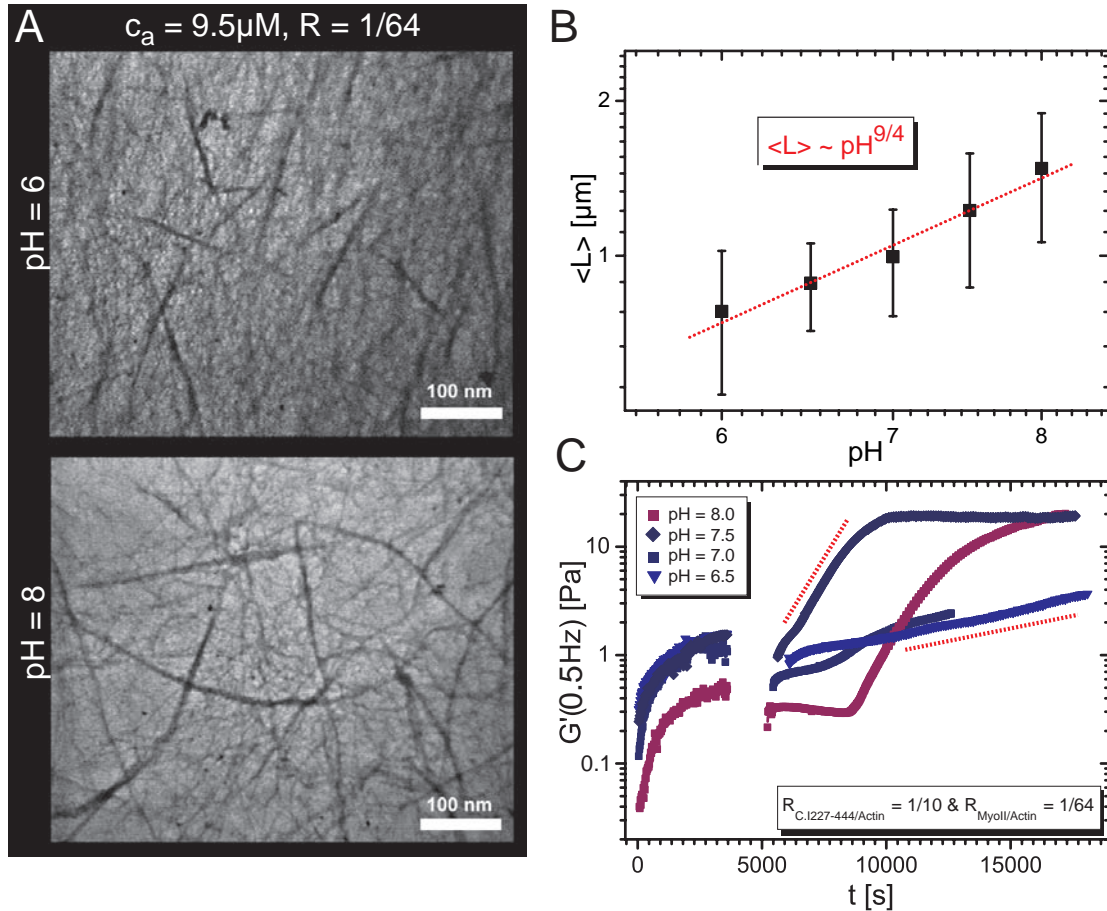 A
c_a = 9.5µM, R = 1/64
pH = 6
100 nm
pH = 8
100 nm
B
<L> ~ pH^9/4
<L> [µm]
2
1
6
7
8
pH
C
pH = 8.0
pH = 7.5
pH = 7.0
pH = 6.5
G'(0.5Hz) [Pa]
10
1
0.1
R_C.I227-444/Actin = 1/10 & R_MyoII/Actin = 1/64
0
5000
10000
15000
t [s]